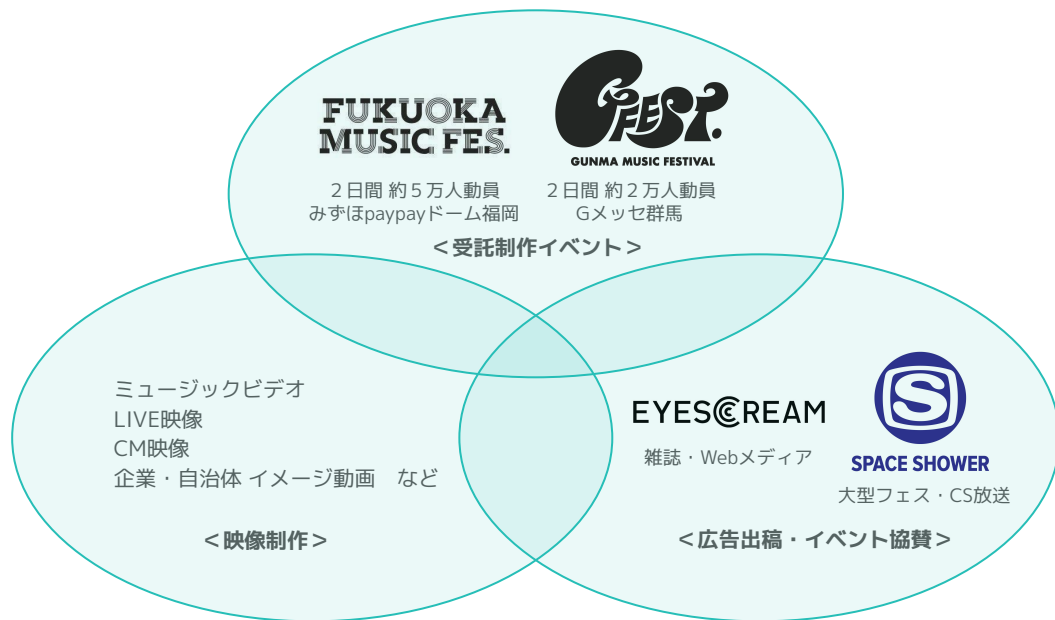 FUKUOKA
MUSIC FES.
GFEST.
GUNMA MUSIC FESTIVAL
２日間 約５万人動員
みずほpaypayドーム福岡
２日間 約２万人動員
Gメッセ群馬
＜受託制作イベント＞
ミュージックビデオ
LIVE映像
CM映像
企業・自治体 イメージ動画　など
＜映像制作＞
EYESCREAM
雑誌・Webメディア
S
SPACE SHOWER
大型フェス・CS放送
＜広告出稿・イベント協賛＞